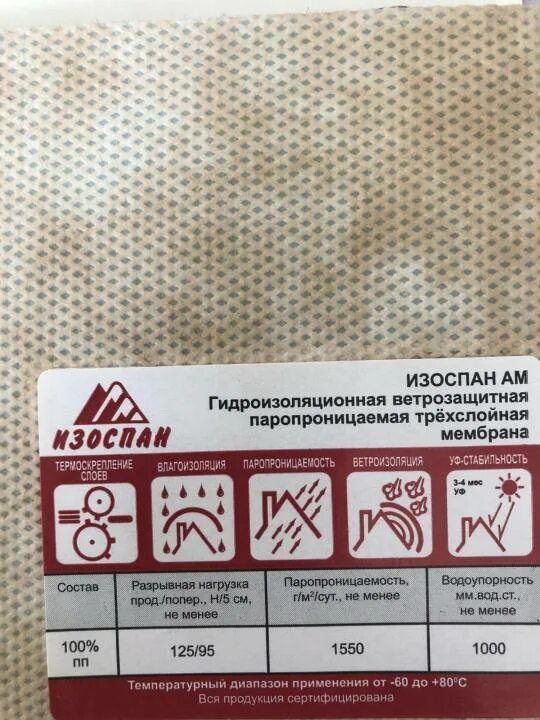 ИЗОСПАН АМ
Гидроизоляционная ветрозащитная
паропроницаемая трёхслойная
мембрана
ИЗОСПАН
ТЕРМОСКРЕПЛЕНИЕ
СЛОЕВ
ВЛАГОИЗОЛЯЦИЯ
ПАРОПРОНИЦАЕМОСТЬ
ВЕТРОИЗОЛЯЦИЯ
УФ-СТАБИЛЬНОСТЬ
3-4 мес
УФ
Состав
Разрывная нагрузка
прод./попер., Н/5 см,
не менее
Паропроницаемость,
г/м²/сут., не менее
Водоупорность
мм.вод.ст.,
не менее
100%
пп
125/95
1550
1000
Температурный диапазон применения от -60 до +80⁰С
Вся продукция сертифицирована